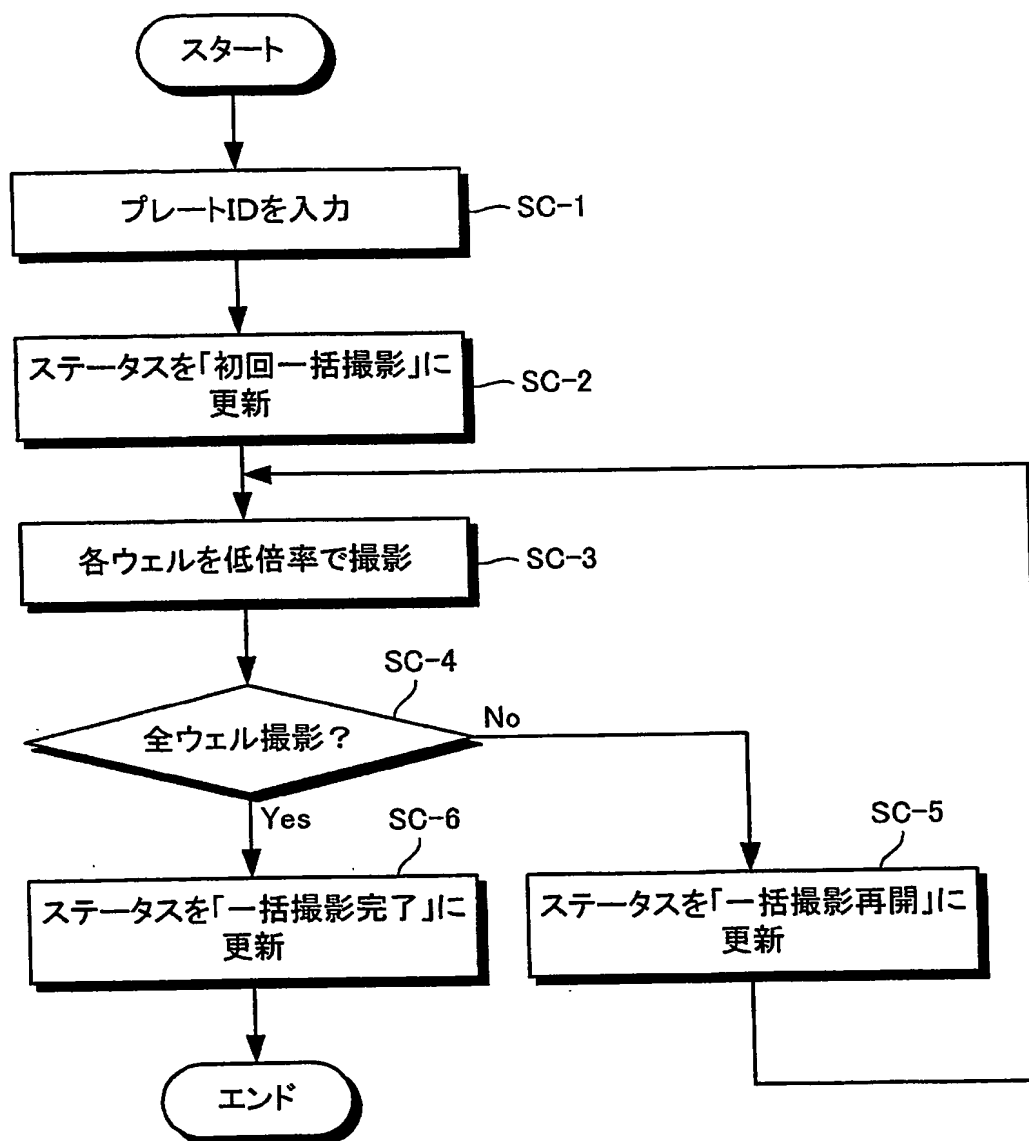 スタート
プレートIDを入力
SC-1
ステータスを「初回一括撮影」に
更新
SC-2
各ウェルを低倍率で撮影
SC-3
SC-4
全ウェル撮影?
No
Yes
SC-6
SC-5
ステータスを「一括撮影完了」に
更新
ステータスを「一括撮影再開」に
更新
エンド